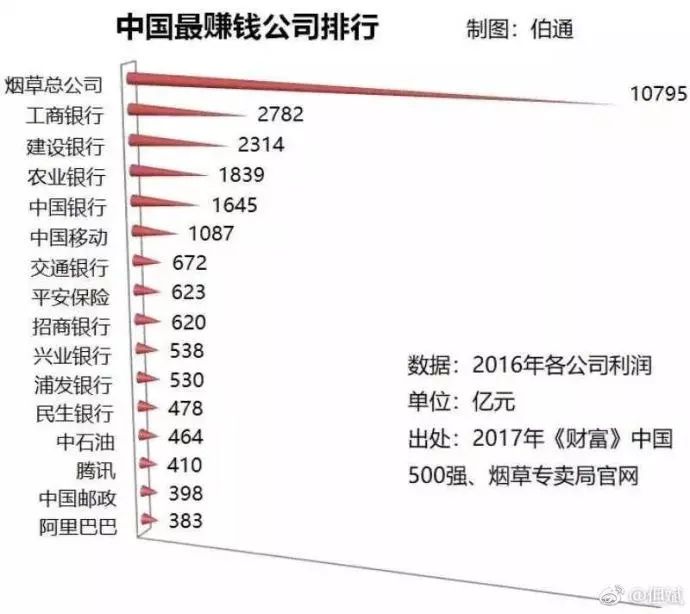 中国最赚钱公司排行
制图：伯通
烟草总公司 10795
工商银行 2782
建设银行 2314
农业银行 1839
中国银行 1645
中国移动 1087
交通银行 672
平安保险 623
招商银行 620
兴业银行 538
浦发银行 530
民生银行 478
中石油 464
腾讯 410
中国邮政 398
阿里巴巴 383
数据：2016年各公司利润
单位：亿元
出处：2017年《财富》中国
500强、烟草专卖局官网
@但斌